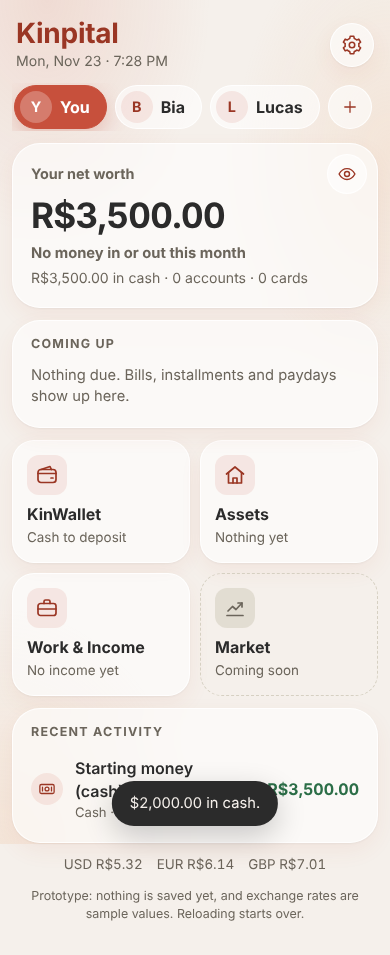 Kinpital
Mon, Nov 23 · 7:28 PM
Y You
B Bia
L Lucas
+
Your net worth
R$3,500.00
No money in or out this month
R$3,500.00 in cash · 0 accounts · 0 cards
COMING UP
Nothing due. Bills, installments and paydays
show up here.
KinWallet
Cash to deposit
Assets
Nothing yet
Work & Income
No income yet
Market
Coming soon
RECENT ACTIVITY
Starting money
(cash
R$3,500.00
Cash ·
$2,000.00 in cash.
USD R$5.32 EUR R$6.14 GBP R$7.01
Prototype: nothing is saved yet, and exchange rates are
sample values. Reloading starts over.